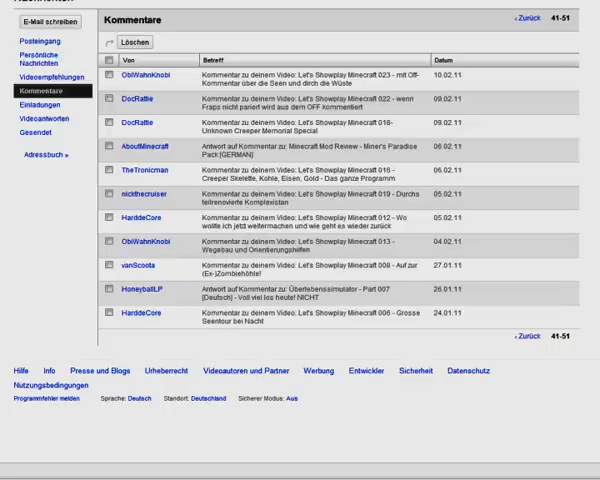 E-Mail schreiben
Kommentare
‹ Zurück 41-51
Posteingang
Persönliche
Nachrichten
Videoempfehlungen
Kommentare
Einladungen
Videoantworten
Gesendet
Adressbuch »
Löschen
Von Betreff Datum
ObiWahnKnobi Kommentar zu deinem Video: Let's Showplay Minecraft 023 - mit Off- 10.02.11
Kommentar über die Seen und dirch die Wüste
DocRattie Kommentar zu deinem Video: Let's Showplay Minecraft 022 - wenn 09.02.11
Fraps nicht pariert wird aus dem OFF kommentiert
DocRattie Kommentar zu deinem Video: Let's Showplay Minecraft 018- 09.02.11
Unknown Creeper Memorial Special
AboutMinecraft Antwort auf Kommentar zu: Minecraft Mod Review - Miner's Paradise 06.02.11
Pack [GERMAN]
TheTronicman Kommentar zu deinem Video: Let's Showplay Minecraft 016 - 06.02.11
Creeper Skelette, Kohle, Eisen, Gold - Das ganze Programm
nickthecruiser Kommentar zu deinem Video: Let's Showplay Minecraft 019 - Durchs 05.02.11
teilrenovierte Komplexistan
HarddeCore Kommentar zu deinem Video: Let's Showplay Minecraft 012 - Wo 05.02.11
wollte ich jetzt weitermachen und wie geht es wieder zurück
ObiWahnKnobi Kommentar zu deinem Video: Let's Showplay Minecraft 013 - 04.02.11
Wegebau und Orientierungshilfen
vanScoota Kommentar zu deinem Video: Let's Showplay Minecraft 008 - Auf zur 27.01.11
(Ex-)Zombiehöhle!
HoneyballLP Antwort auf Kommentar zu: Überlebenssimulator - Part 007 26.01.11
[Deutsch] - Voll viel los heute! NICHT
HarddeCore Kommentar zu deinem Video: Let's Showplay Minecraft 006 - Grosse 24.01.11
Seentour bei Nacht
‹ Zurück 41-51
Hilfe Info Presse und Blogs Urheberrecht Videoautoren und Partner Werbung Entwickler Sicherheit Datenschutz
Nutzungsbedingungen
Programmfehler melden Sprache: Deutsch Standort: Deutschland Sicherer Modus: Aus